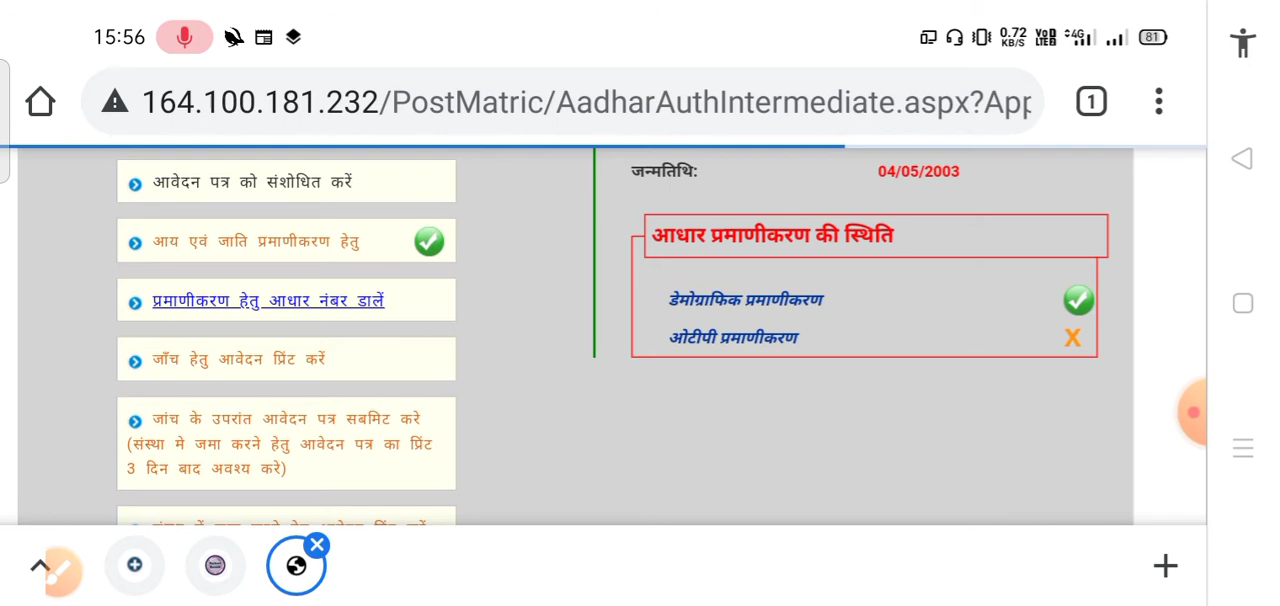 15:56
0.72 KB/S VoD LTE2 4G 81
164.100.181.232/PostMatric/AadharAuthIntermediate.aspx?App
1
जन्मतिथि: 04/05/2003
आवेदन पत्र को संशोधित करें
आय एवं जाति प्रमाणीकरण हेतु
प्रमाणीकरण हेतु आधार नंबर डालें
जाँच हेतु आवेदन प्रिंट करें
जांच के उपरांत आवेदन पत्र सबमिट करे
(संस्था मे जमा करने हेतु आवेदन पत्र का प्रिंट
3 दिन बाद अवश्य करे)
आधार प्रमाणीकरण की स्थिति
डेमोग्राफिक प्रमाणीकरण
ओटीपी प्रमाणीकरण X